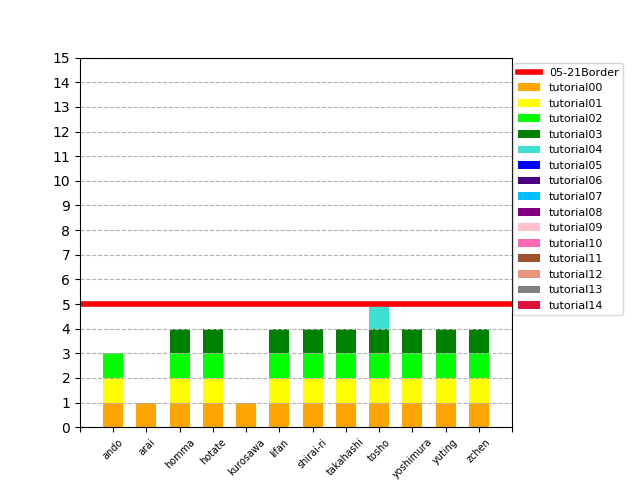 15
14
13
12
11
10
9
8
7
6
5
4
3
2
1
0
ando
arai
homma
hotate
kurosawa
lifan
shirai-ri
takahashi
tosho
yoshimura
yuting
zchen
05-21Border
tutorial00
tutorial01
tutorial02
tutorial03
tutorial04
tutorial05
tutorial06
tutorial07
tutorial08
tutorial09
tutorial10
tutorial11
tutorial12
tutorial13
tutorial14